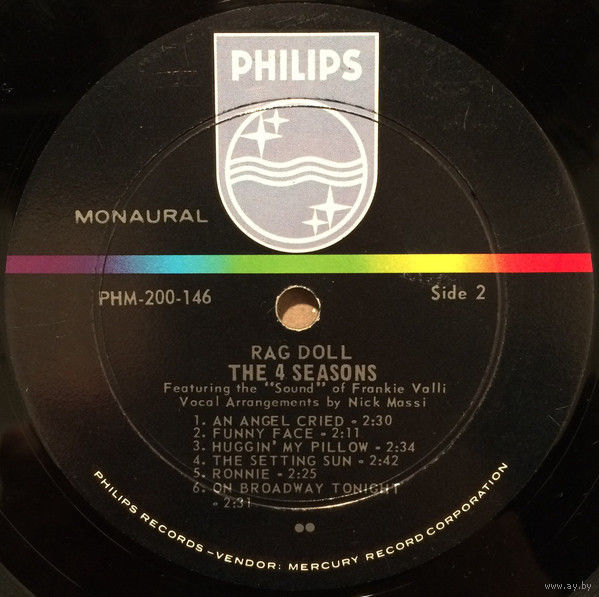 PHILIPS
MONAURAL
PHM-200-146
Side 2
RAG DOLL
THE 4 SEASONS
Featuring the "Sound" of Frankie Valli
Vocal Arrangements by Nick Massi
1. AN ANGEL CRIED - 2:30
2. FUNNY FACE - 2:11
3. HUGGIN' MY PILLOW - 2:34
4. THE SETTING SUN - 2:42
5. RONNIE - 2:25
6. ON BROADWAY TONIGHT
- 2:31
PHILIPS RECORDS - VENDOR: MERCURY RECORD CORPORATION
www.ay.by